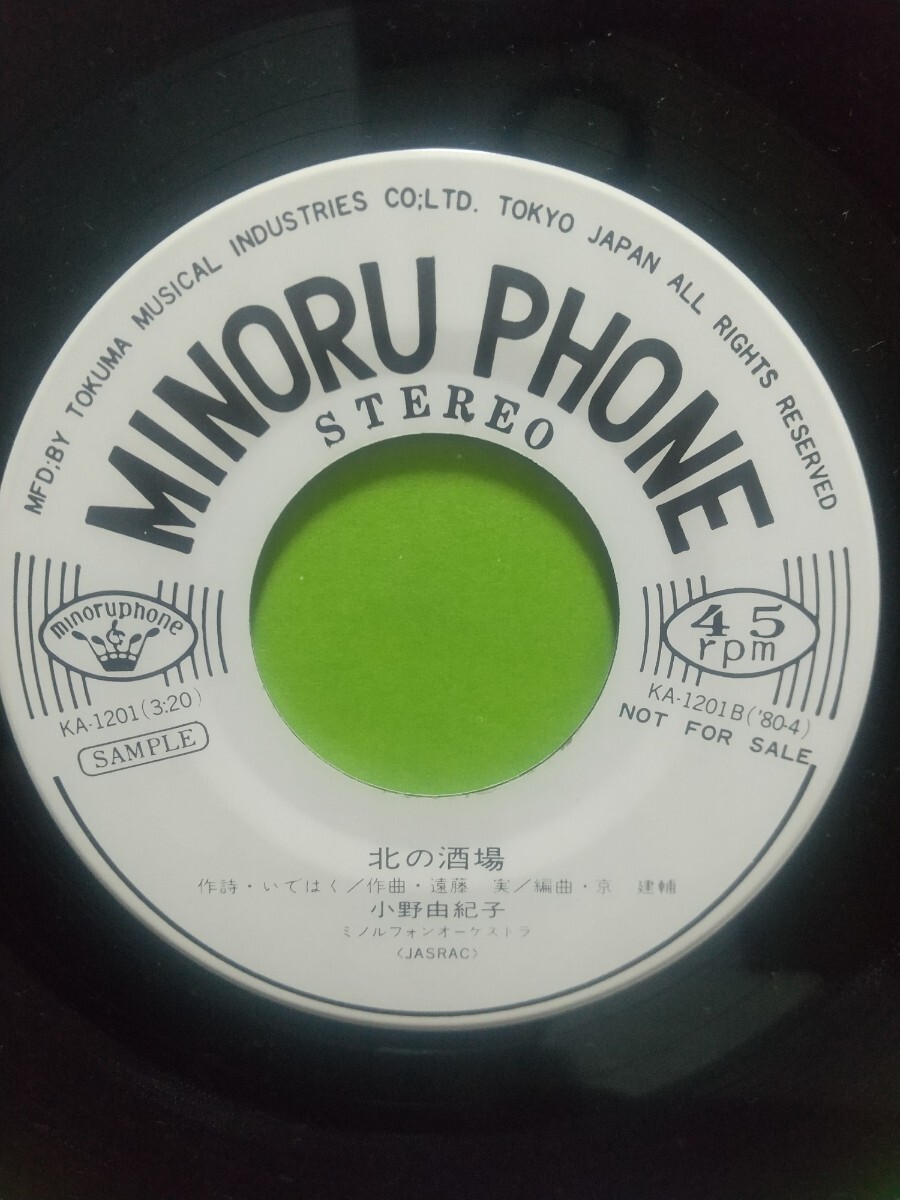 MFD;BY TOKUMA MUSICAL INDUSTRIES CO;LTD. TOKYO JAPAN ALL RIGHTS RESERVED
MINORU PHONE
STEREO
minoruphone
45
rpm
KA-1201(3:20)
SAMPLE
KA-1201B('80-4)
NOT FOR SALE
北の酒場
作詩・いではく/作曲・遠藤 実/編曲・京 建輔
小野由紀子
ミノルフォンオーケストラ
〈JASRAC〉